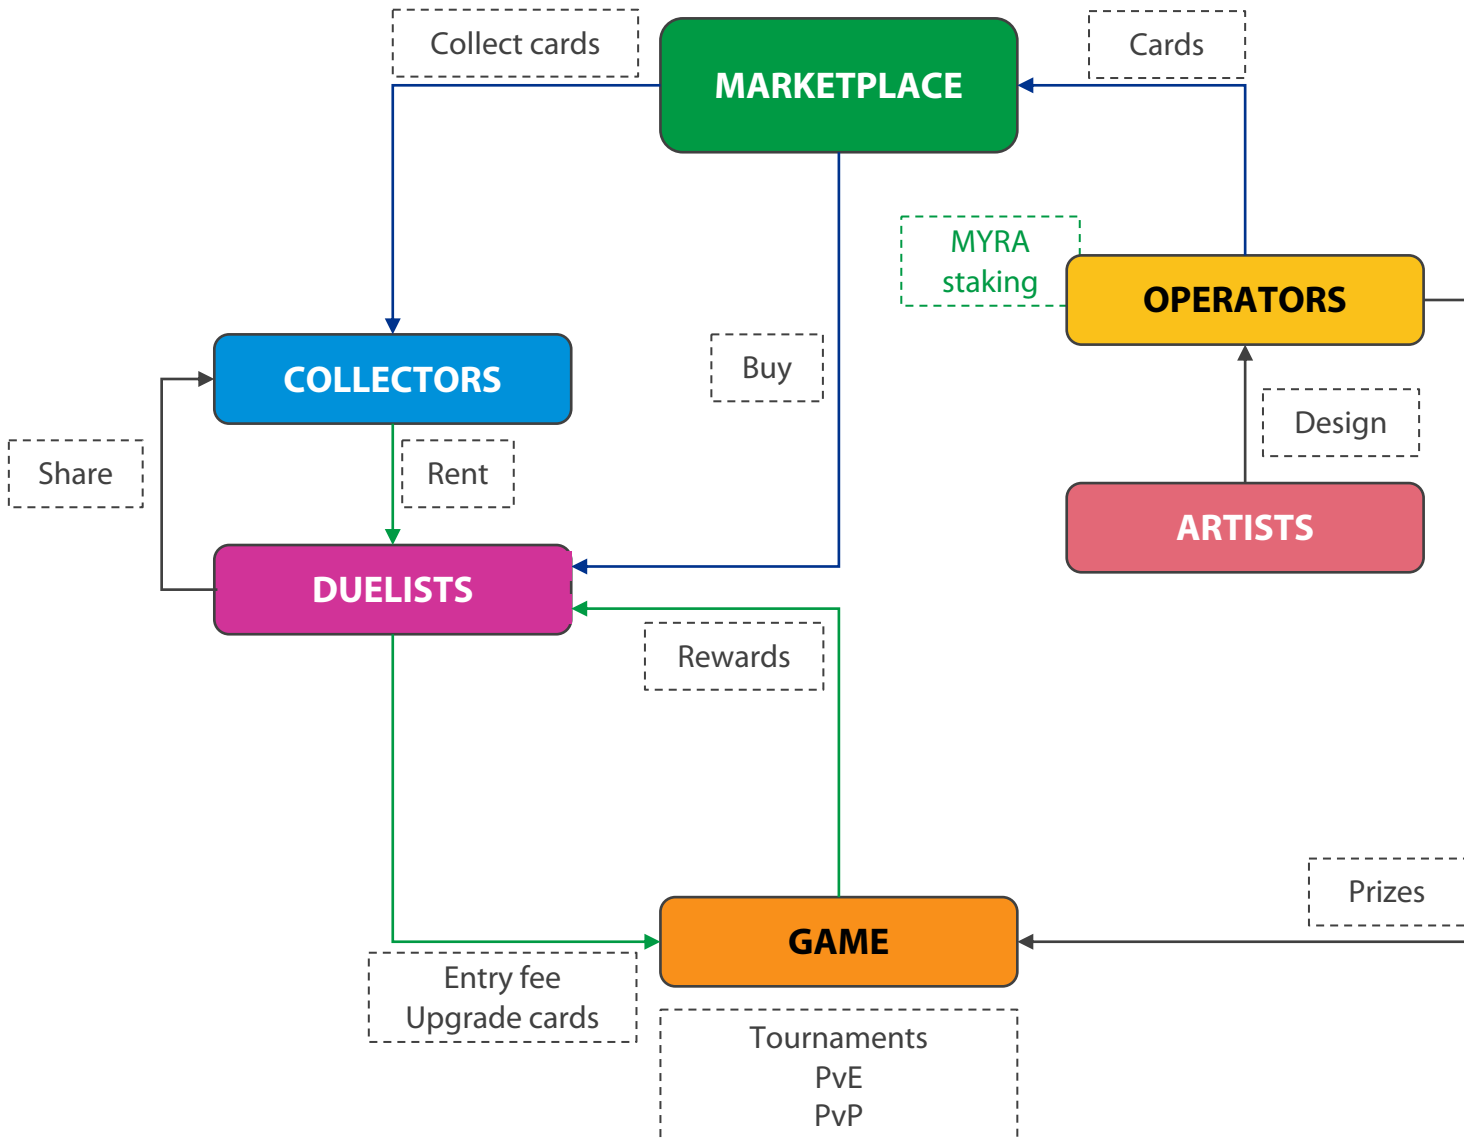 Collect cards
MARKETPLACE
Cards
MYRA
staking
OPERATORS
COLLECTORS
Buy
Design
Share
Rent
ARTISTS
DUELISTS
Rewards
Prizes
GAME
Entry fee
Upgrade cards
Tournaments
PvE
PvP